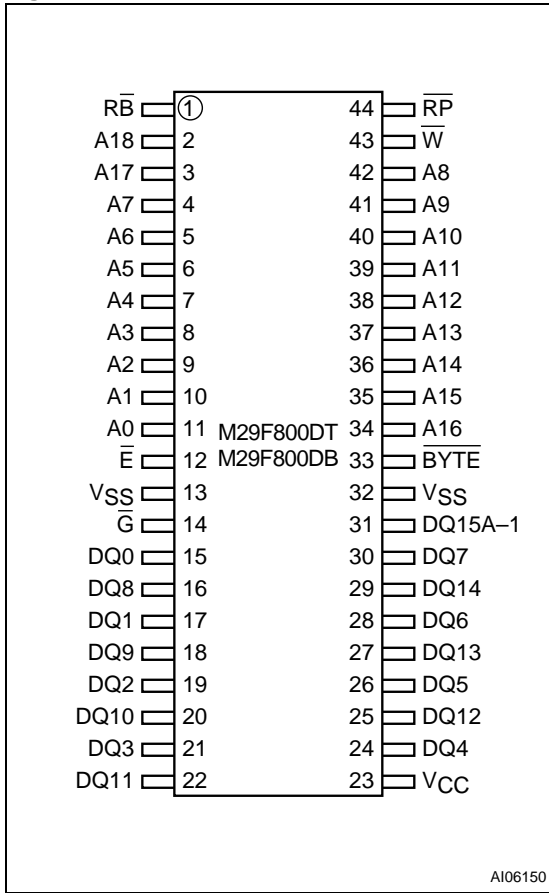 RB̅ 1 44 R̅P̅
A18 2 43 W̅
A17 3 42 A8
A7 4 41 A9
A6 5 40 A10
A5 6 39 A11
A4 7 38 A12
A3 8 37 A13
A2 9 36 A14
A1 10 35 A15
A0 11 M29F800DT 34 A16
E̅ 12 M29F800DB 33 B̅Y̅T̅E̅
VSS 13 32 VSS
G̅ 14 31 DQ15A–1
DQ0 15 30 DQ7
DQ8 16 29 DQ14
DQ1 17 28 DQ6
DQ9 18 27 DQ13
DQ2 19 26 DQ5
DQ10 20 25 DQ12
DQ3 21 24 DQ4
DQ11 22 23 VCC
AI06150